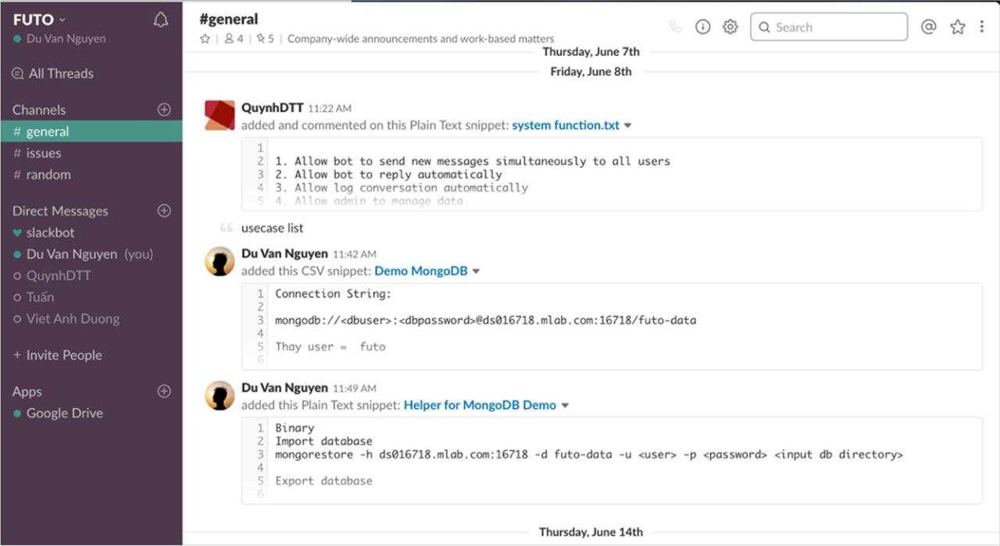 FUTO
Du Van Nguyen
All Threads
Channels
# general
# issues
# random
Direct Messages
slackbot
Du Van Nguyen (you)
QuynhDTT
Tuấn
Viet Anh Duong
+ Invite People
Apps
Google Drive
#general
4 | 5 | Company-wide announcements and work-based matters
Search
Thursday, June 7th
Friday, June 8th
QuynhDTT 11:22 AM
added and commented on this Plain Text snippet: system function.txt
1
2 1. Allow bot to send new messages simultaneously to all users
3 2. Allow bot to reply automatically
4 3. Allow log conversation automatically
5 4. Allow admin to manage data
usecase list
Du Van Nguyen 11:42 AM
added this CSV snippet: Demo MongoDB
1 Connection String:
2
3 mongodb://<dbuser>:<dbpassword>@ds016718.mlab.com:16718/futo-data
4
5 Thay user = futo
6
Du Van Nguyen 11:49 AM
added this Plain Text snippet: Helper for MongoDB Demo
1 Binary
2 Import database
3 mongorestore -h ds016718.mlab.com:16718 -d futo-data -u <user> -p <password> <input db directory>
4
5 Export database
6
Thursday, June 14th